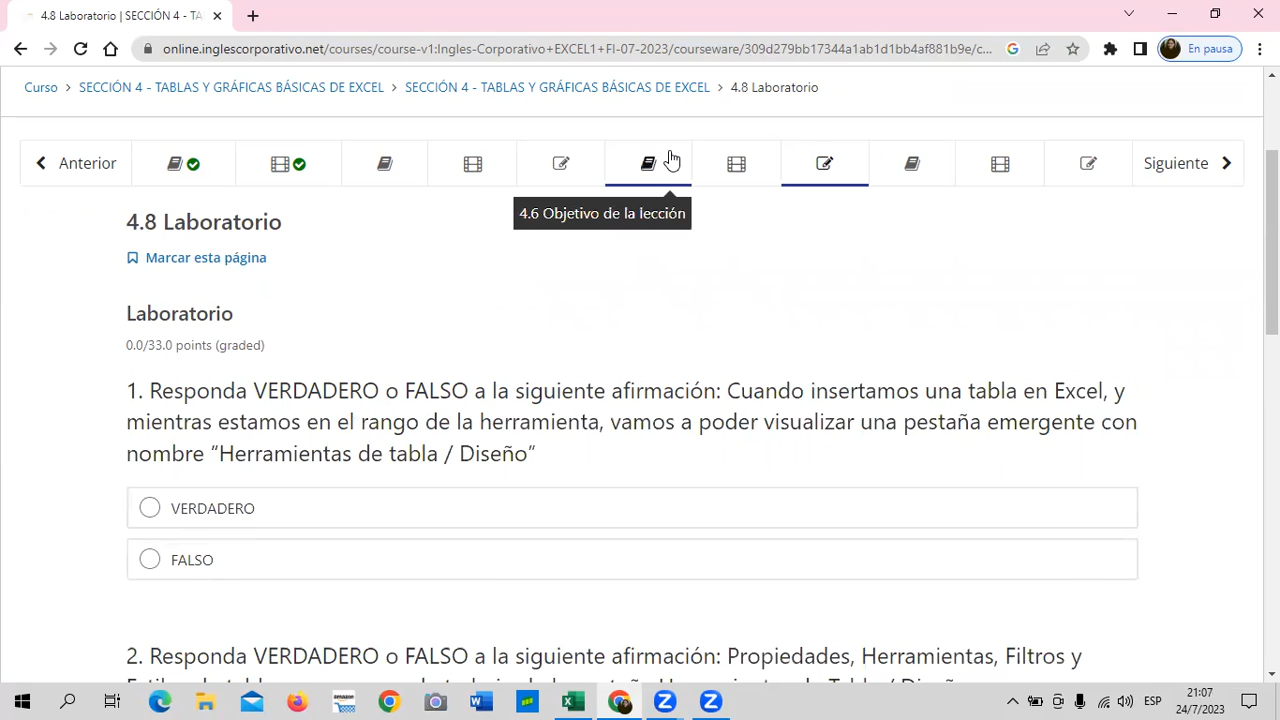 4.8 Laboratorio | SECCIÓN 4 - TA
En pausa
online.inglescorporativo.net/courses/course-v1:Ingles-Corporativo+EXCEL1+FI-07-2023/courseware/309d279bb17344a1ab1d1bb4af881b9e/c...
Curso > SECCIÓN 4 - TABLAS Y GRÁFICAS BÁSICAS DE EXCEL > SECCIÓN 4 - TABLAS Y GRÁFICAS BÁSICAS DE EXCEL > 4.8 Laboratorio
Anterior
Siguiente
4.6 Objetivo de la lección
4.8 Laboratorio
Marcar esta página
Laboratorio
0.0/33.0 points (graded)
1. Responda VERDADERO o FALSO a la siguiente afirmación: Cuando insertamos una tabla en Excel, y
mientras estamos en el rango de la herramienta, vamos a poder visualizar una pestaña emergente con
nombre “Herramientas de tabla / Diseño”
VERDADERO
FALSO
2. Responda VERDADERO o FALSO a la siguiente afirmación: Propiedades, Herramientas, Filtros y
amazon
ESP
21:07
24/7/2023